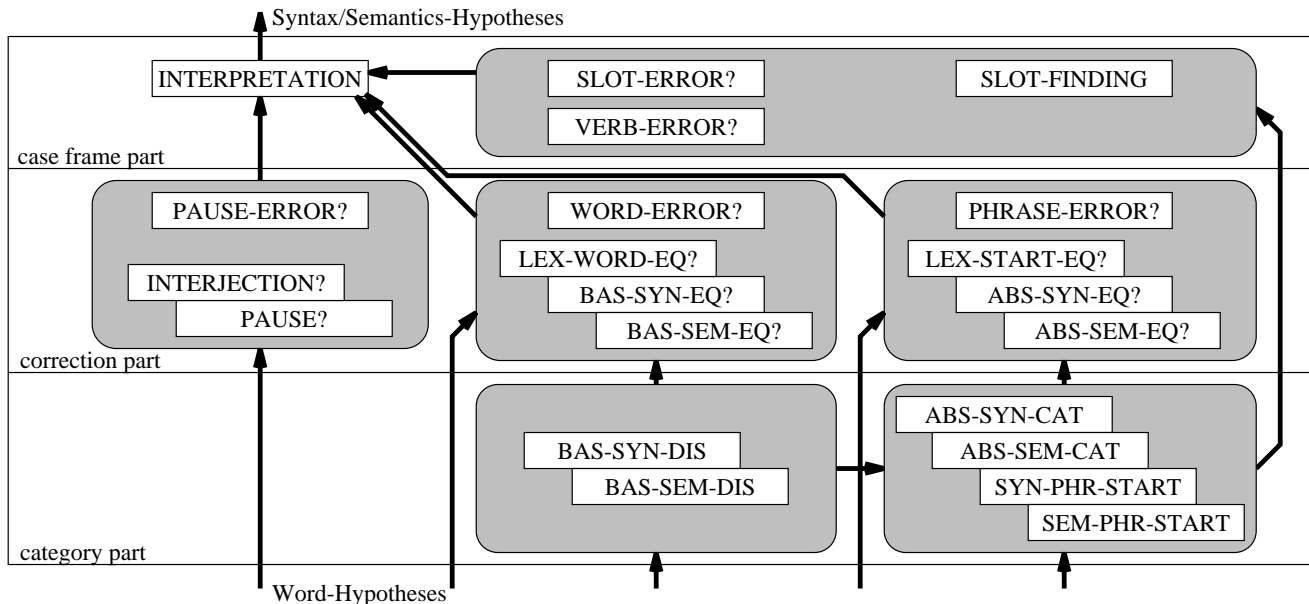 Syntax/Semantics-Hypotheses
INTERPRETATION
SLOT-ERROR?
SLOT-FINDING
VERB-ERROR?
case frame part
PAUSE-ERROR?
WORD-ERROR?
PHRASE-ERROR?
LEX-WORD-EQ?
LEX-START-EQ?
INTERJECTION?
BAS-SYN-EQ?
ABS-SYN-EQ?
PAUSE?
BAS-SEM-EQ?
ABS-SEM-EQ?
correction part
ABS-SYN-CAT
BAS-SYN-DIS
ABS-SEM-CAT
BAS-SEM-DIS
SYN-PHR-START
SEM-PHR-START
category part
Word-Hypotheses